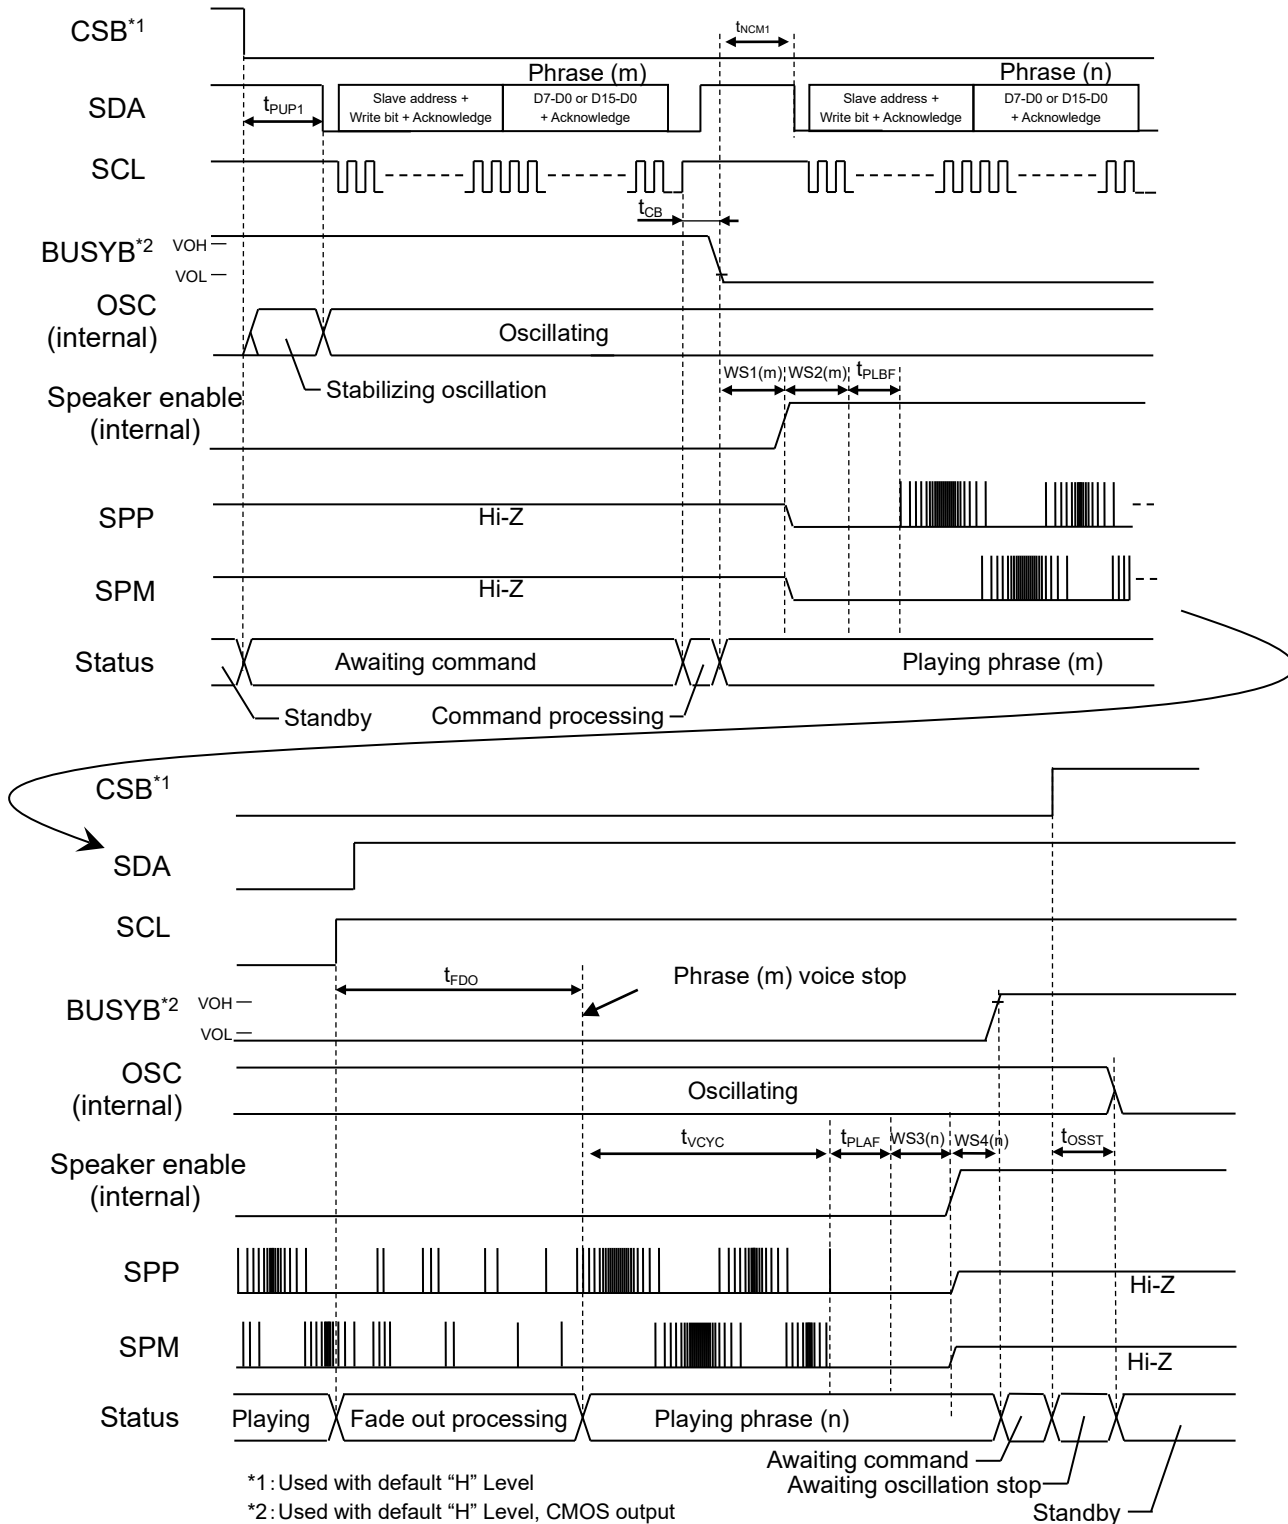 CSB*1
tNCM1
Phrase (m)
Phrase (n)
SDA
tPUP1
Slave address +
Write bit + Acknowledge
D7-D0 or D15-D0
+ Acknowledge
Slave address +
Write bit + Acknowledge
D7-D0 or D15-D0
+ Acknowledge
SCL
tCB
BUSYB*2
VOH
VOL
OSC
(internal)
Oscillating
Stabilizing oscillation
WS1(m)
WS2(m)
tPLBF
Speaker enable
(internal)
SPP
Hi-Z
SPM
Hi-Z
Status
Awaiting command
Playing phrase (m)
Standby
Command processing
CSB*1
SDA
SCL
tFDO
Phrase (m) voice stop
BUSYB*2
VOH
VOL
OSC
(internal)
Oscillating
tVCYC
tPLAF
WS3(n)
WS4(n)
tOSST
Speaker enable
(internal)
SPP
Hi-Z
SPM
Hi-Z
Status
Playing
Fade out processing
Playing phrase (n)
Awaiting command
Awaiting oscillation stop
Standby
*1: Used with default “H” Level
*2: Used with default “H” Level, CMOS output